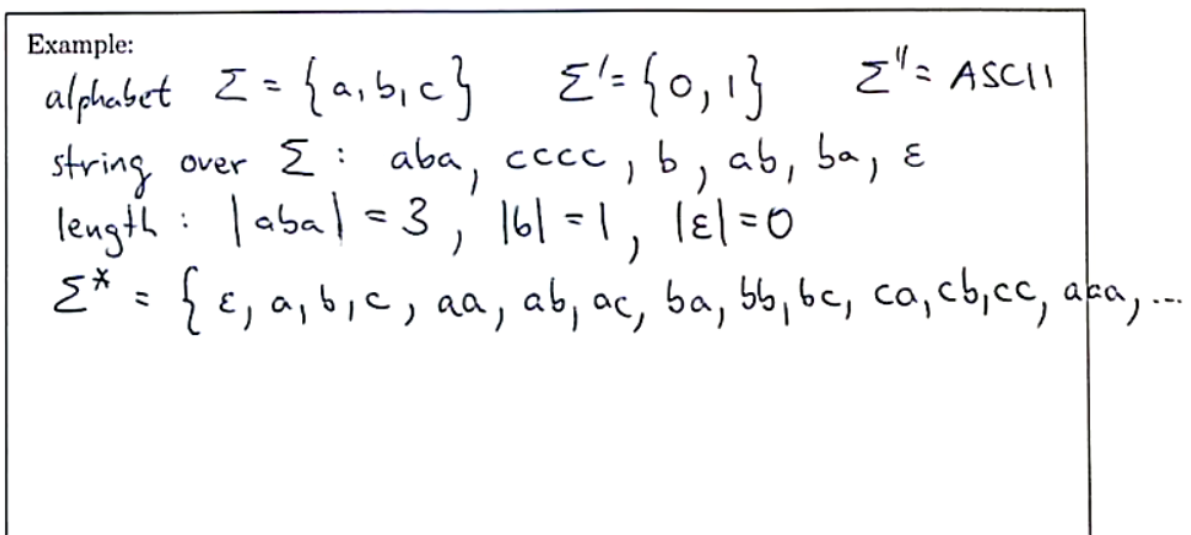 Example:
alphabet Σ = {a, b, c} Σ' = {0, 1} Σ'' = ASCII
string over Σ : aba, cccc, b, ab, ba, ε
length : |aba| = 3, |b| = 1, |ε| = 0
Σ* = { ε, a, b, c, aa, ab, ac, ba, bb, bc, ca, cb, cc, aaa, ...